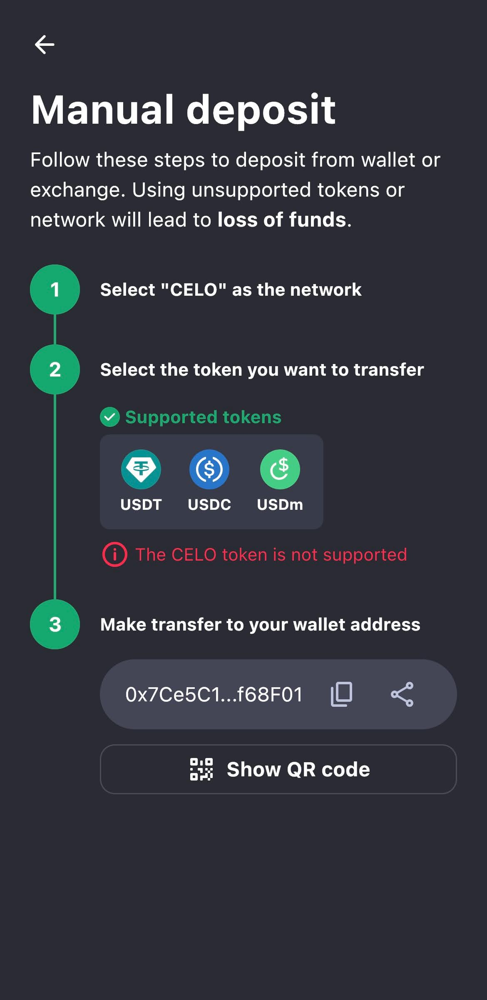 Manual deposit
Follow these steps to deposit from wallet or
exchange. Using unsupported tokens or
network will lead to loss of funds.
1 Select "CELO" as the network
2 Select the token you want to transfer
Supported tokens
USDT USDC USDm
The CELO token is not supported
3 Make transfer to your wallet address
0x7Ce5C1...f68F01
Show QR code